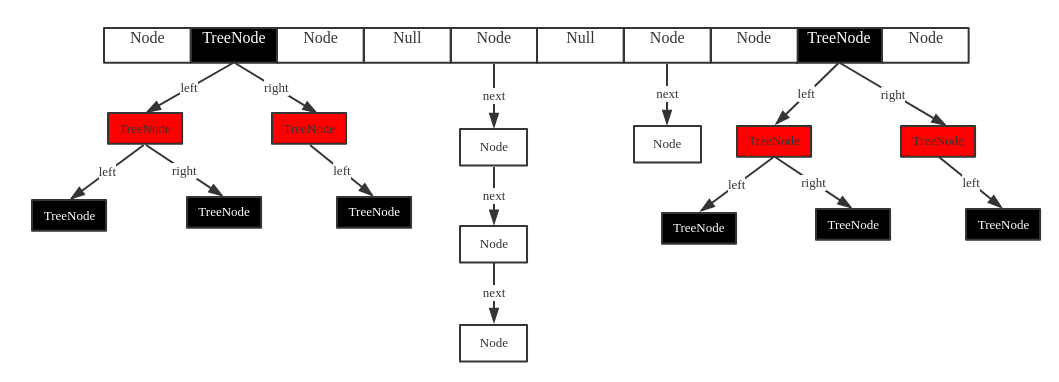 Node TreeNode Node Null Node Null Node Node TreeNode Node
left right next next left right
TreeNode TreeNode Node Node TreeNode TreeNode
left right left left right left
TreeNode TreeNode TreeNode next TreeNode TreeNode TreeNode
Node
next
Node